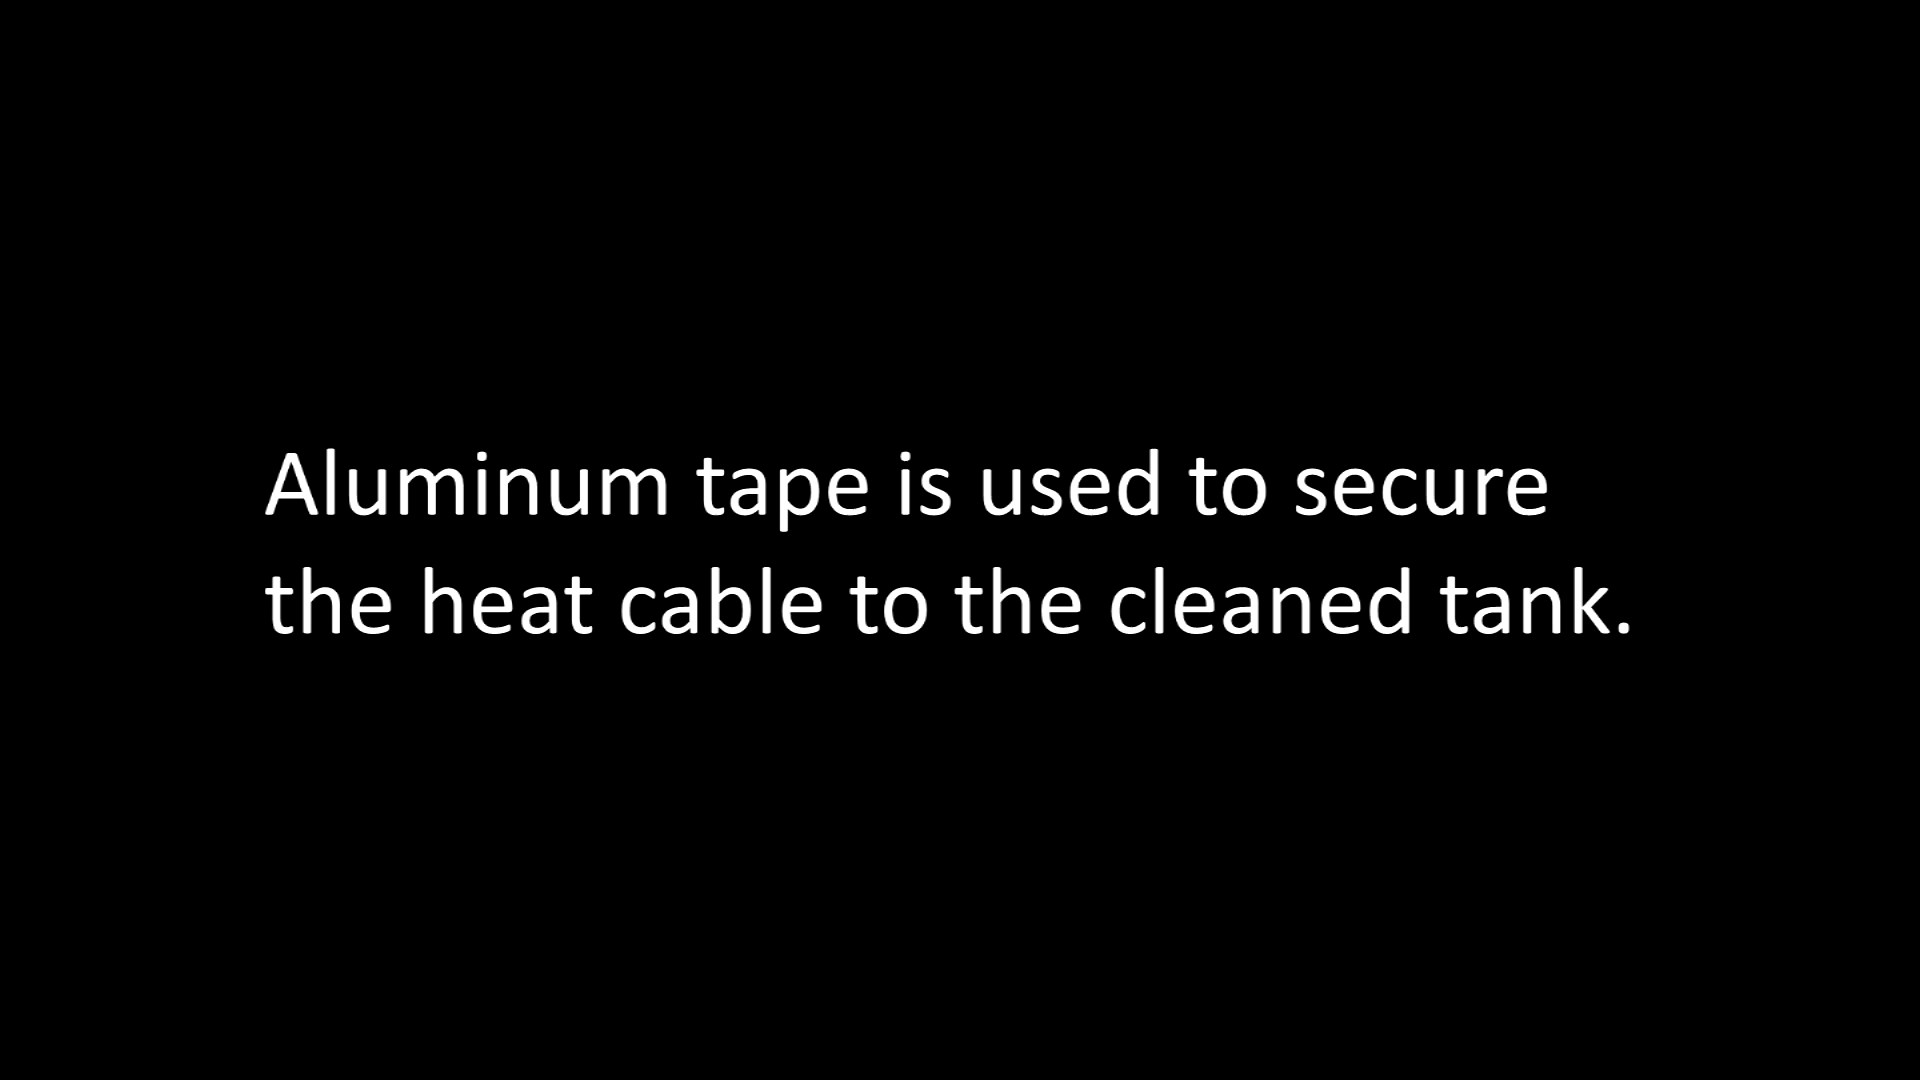 Aluminum tape is used to secure
the heat cable to the cleaned tank.